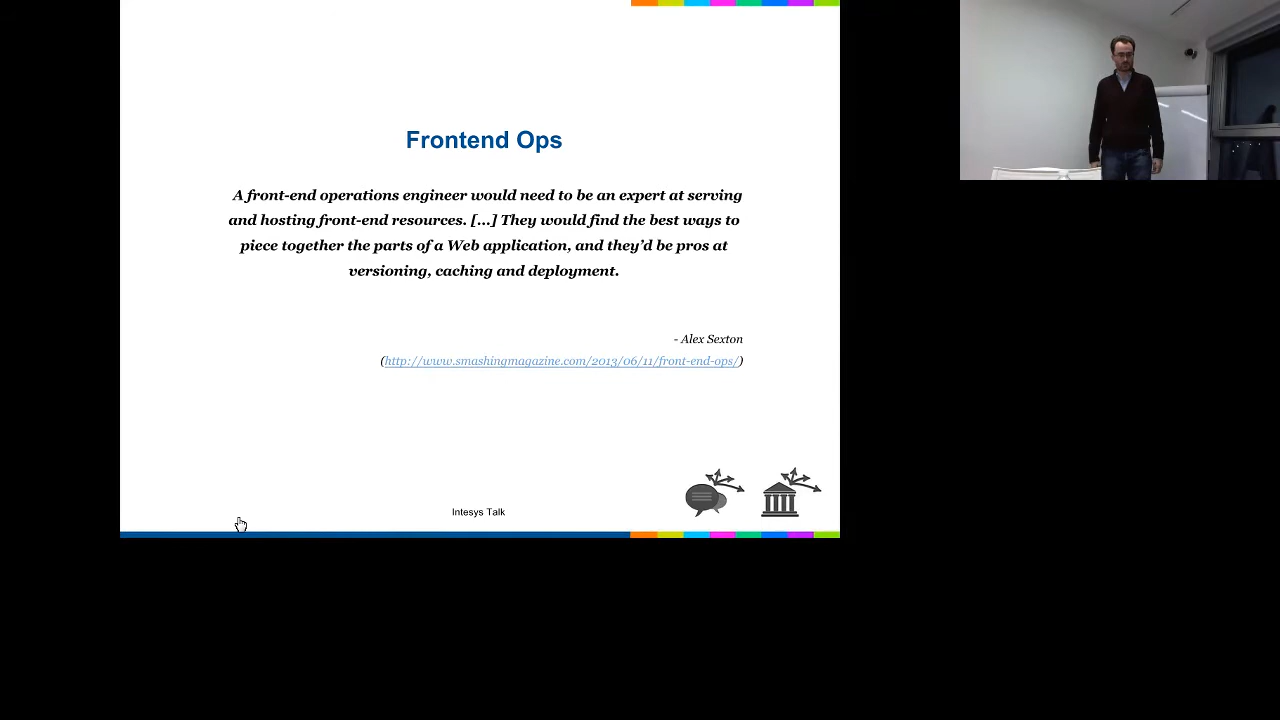 Frontend Ops
A front-end operations engineer would need to be an expert at serving
and hosting front-end resources. [...] They would find the best ways to
piece together the parts of a Web application, and they’d be pros at
versioning, caching and deployment.
- Alex Sexton
(http://www.smashingmagazine.com/2013/06/11/front-end-ops/)
Intesys Talk